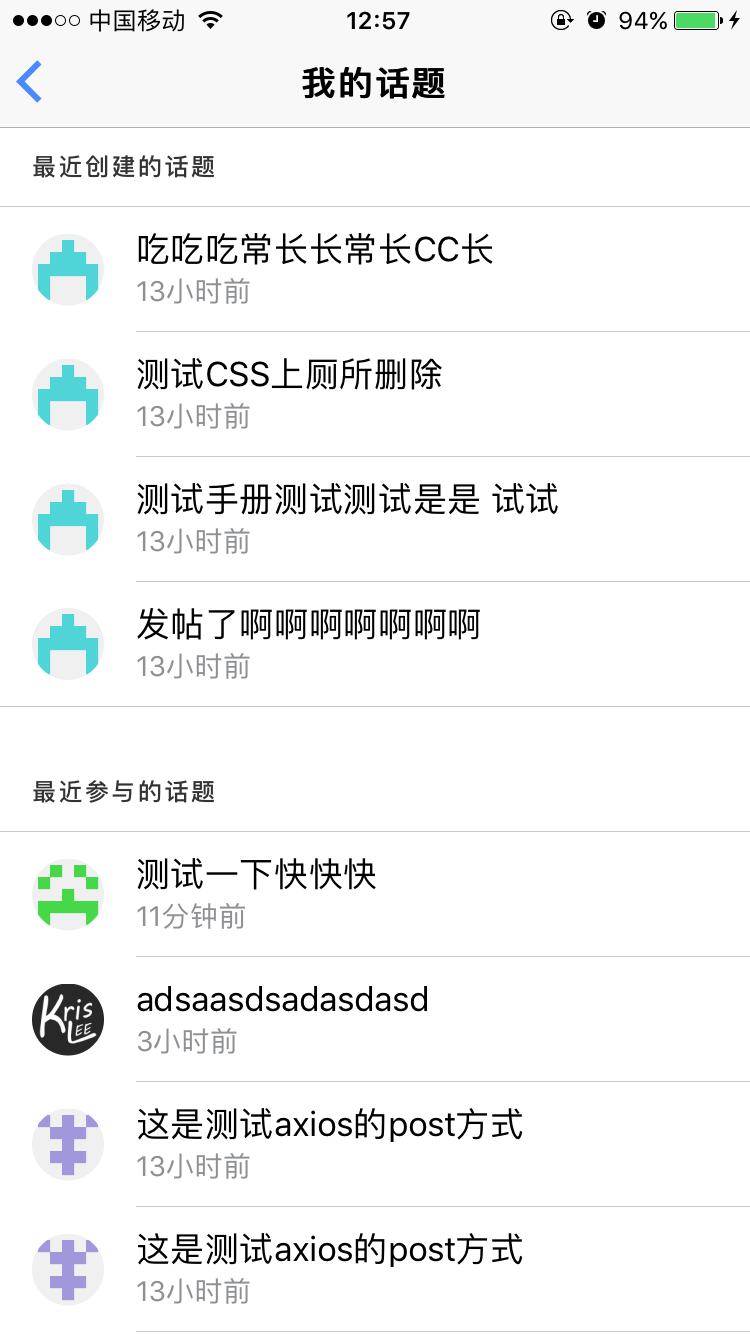 中国移动 12:57 94%
我的话题
最近创建的话题
吃吃吃常长长常长CC长
13小时前
测试CSS上厕所删除
13小时前
测试手册测试测试是是 试试
13小时前
发帖了啊啊啊啊啊啊啊
13小时前
最近参与的话题
测试一下快快快
11分钟前
Kris
LEE
adsaasdsadasdasd
3小时前
这是测试axios的post方式
13小时前
这是测试axios的post方式
13小时前